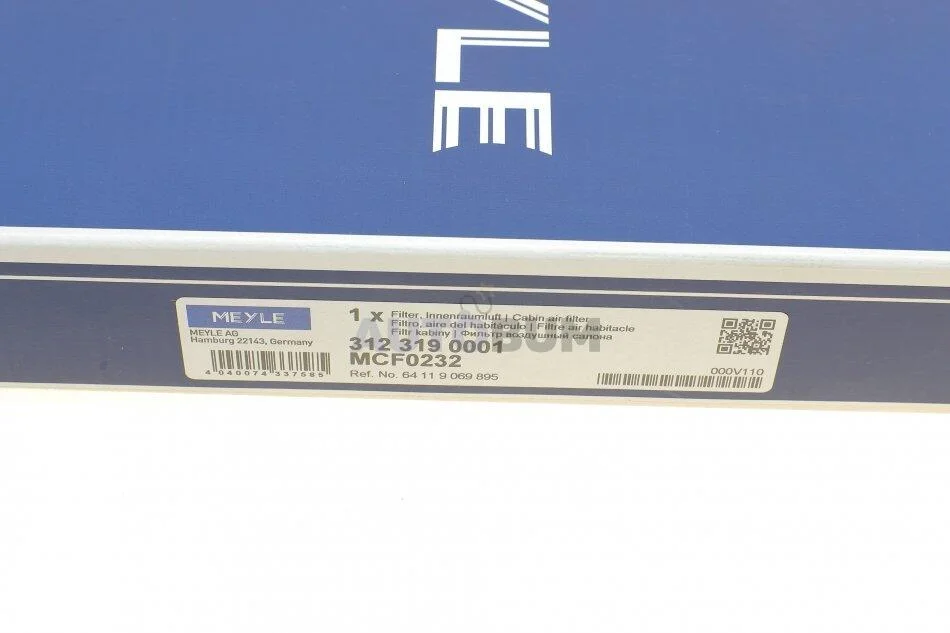 YLE
MEYLE
MEYLE AG
Hamburg 22143, Germany
4 040074 337585
1 x Filter, Innenraumluft | Cabin air filter
Filtro, aire del habitáculo | Filtre air habitacle
Filtr kabiny | Фильтр воздушный салона
312 319 0001
MCF0232
Ref. No. 64 11 9 069 895
000V110